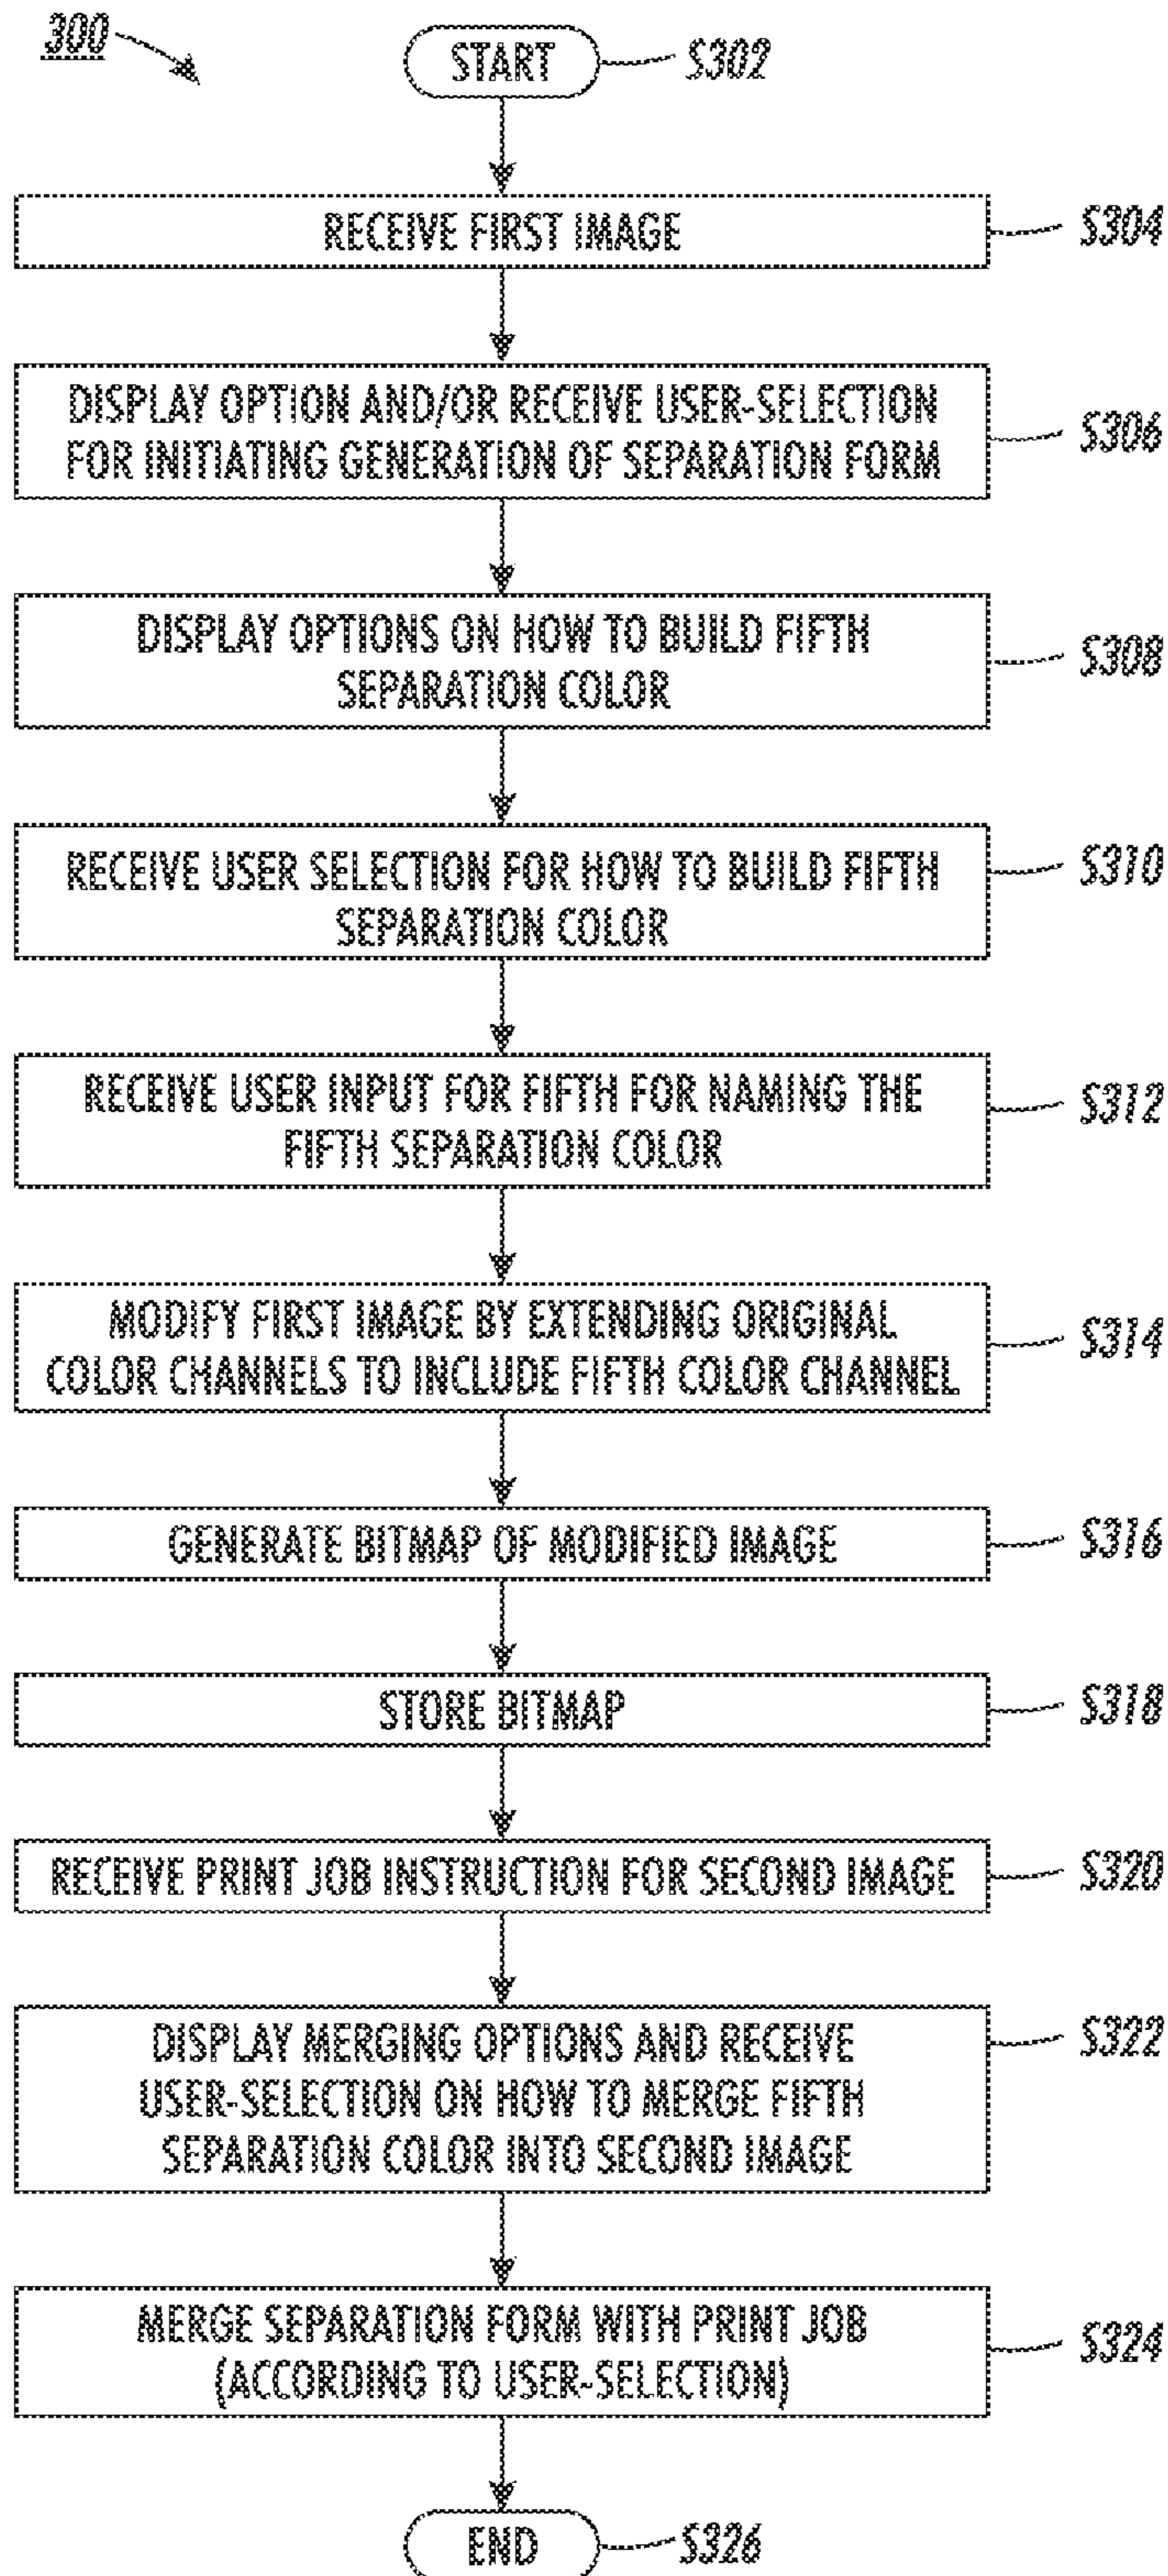 300
START
S302
RECEIVE FIRST IMAGE
S304
DISPLAY OPTION AND/OR RECEIVE USER-SELECTION
FOR INITIATING GENERATION OF SEPARATION FORM
S306
DISPLAY OPTIONS ON HOW TO BUILD FIFTH
SEPARATION COLOR
S308
RECEIVE USER SELECTION FOR HOW TO BUILD FIFTH
SEPARATION COLOR
S310
RECEIVE USER INPUT FOR FIFTH FOR NAMING THE
FIFTH SEPARATION COLOR
S312
MODIFY FIRST IMAGE BY EXTENDING ORIGINAL
COLOR CHANNELS TO INCLUDE FIFTH COLOR CHANNEL
S314
GENERATE BITMAP OF MODIFIED IMAGE
S316
STORE BITMAP
S318
RECEIVE PRINT JOB INSTRUCTION FOR SECOND IMAGE
S320
DISPLAY MERGING OPTIONS AND RECEIVE
USER-SELECTION ON HOW TO MERGE FIFTH
SEPARATION COLOR INTO SECOND IMAGE
S322
MERGE SEPARATION FORM WITH PRINT JOB
(ACCORDING TO USER-SELECTION)
S324
END
S326